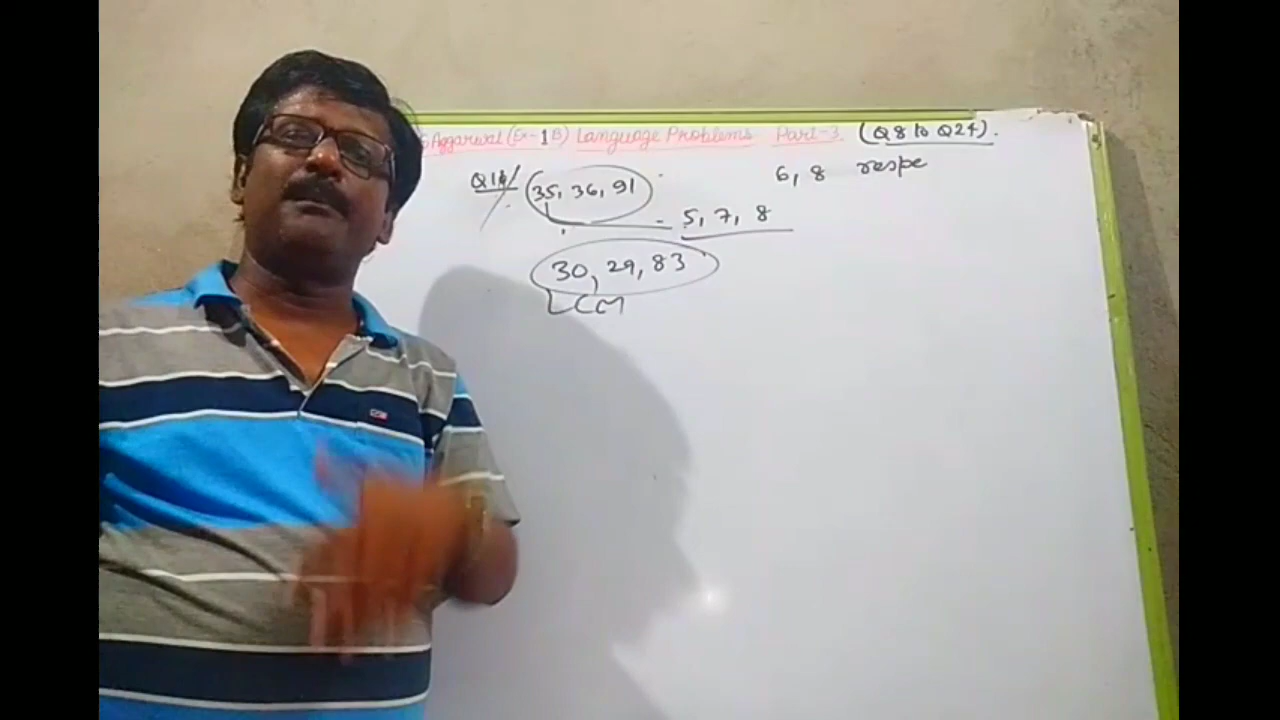 Aggarwal (Ex-1B) Language Problems Part-3 (Q8 to Q24).
35, 36, 91 6, 8 respe
5, 7, 8
30, 29, 83
LCM